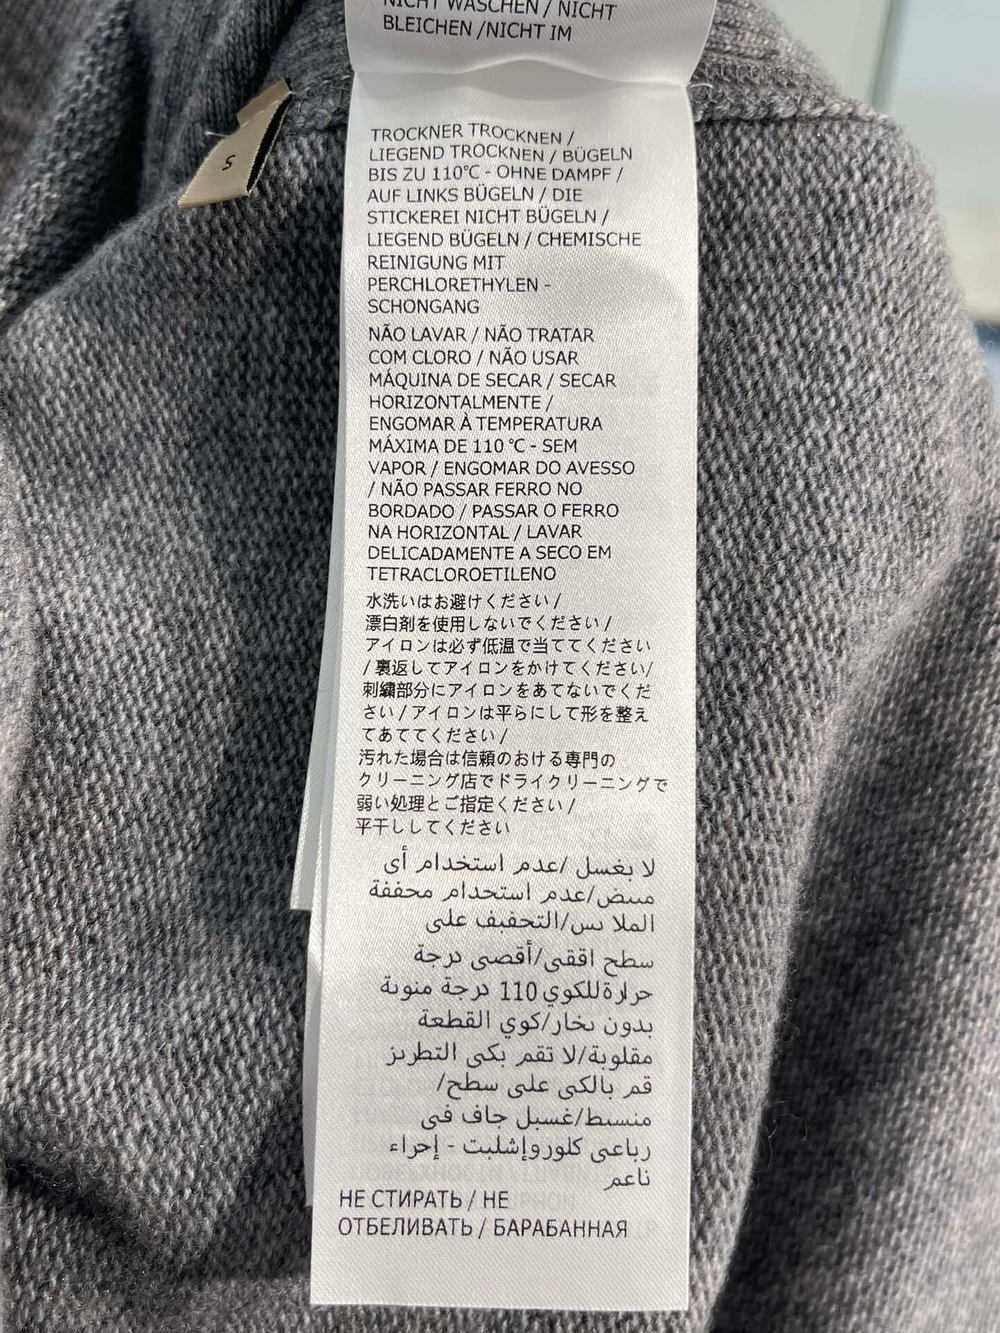 NICHT WASCHEN / NICHT
BLEICHEN /NICHT IM
S
TROCKNER TROCKNEN /
LIEGEND TROCKNEN / BÜGELN
BIS ZU 110°C - OHNE DAMPF /
AUF LINKS BÜGELN / DIE
STICKEREI NICHT BÜGELN /
LIEGEND BÜGELN / CHEMISCHE
REINIGUNG MIT
PERCHLORETHYLEN -
SCHONGANG
NÃO LAVAR / NÃO TRATAR
COM CLORO / NÃO USAR
MÁQUINA DE SECAR / SECAR
HORIZONTALMENTE /
ENGOMAR À TEMPERATURA
MÁXIMA DE 110 °C - SEM
VAPOR / ENGOMAR DO AVESSO
/ NÃO PASSAR FERRO NO
BORDADO / PASSAR O FERRO
NA HORIZONTAL / LAVAR
DELICADAMENTE A SECO EM
TETRACLOROETILENO
水洗いはお避けください/
漂白剤を使用しないでください/
アイロンは必ず低温で当ててください
/裏返してアイロンをかけてください/
刺繍部分にアイロンをあてないでくだ
さい/アイロンは平らにして形を整え
てあててください/
汚れた場合は信頼のおける専門の
クリーニング店でドライクリーニングで
弱い処理とご指定ください/
平干ししてください
لا يغسل /عدم استخدام أى
مبيض/عدم استخدام مجففة
الملا بس/التجفيف على
سطح افقى/أقصى درجة
حرارةللكوي 110 درجة مئوية
بدون بخار/كوي القطعة
مقلوبة/لا تقم بكى التطريز
قم بالكى على سطح/
منبسط/غسيل جاف فى
رباعى كلوروإيثيليت - إجراء
ناعم
НЕ СТИРАТЬ / НЕ
ОТБЕЛИВАТЬ / БАРАБАННАЯ